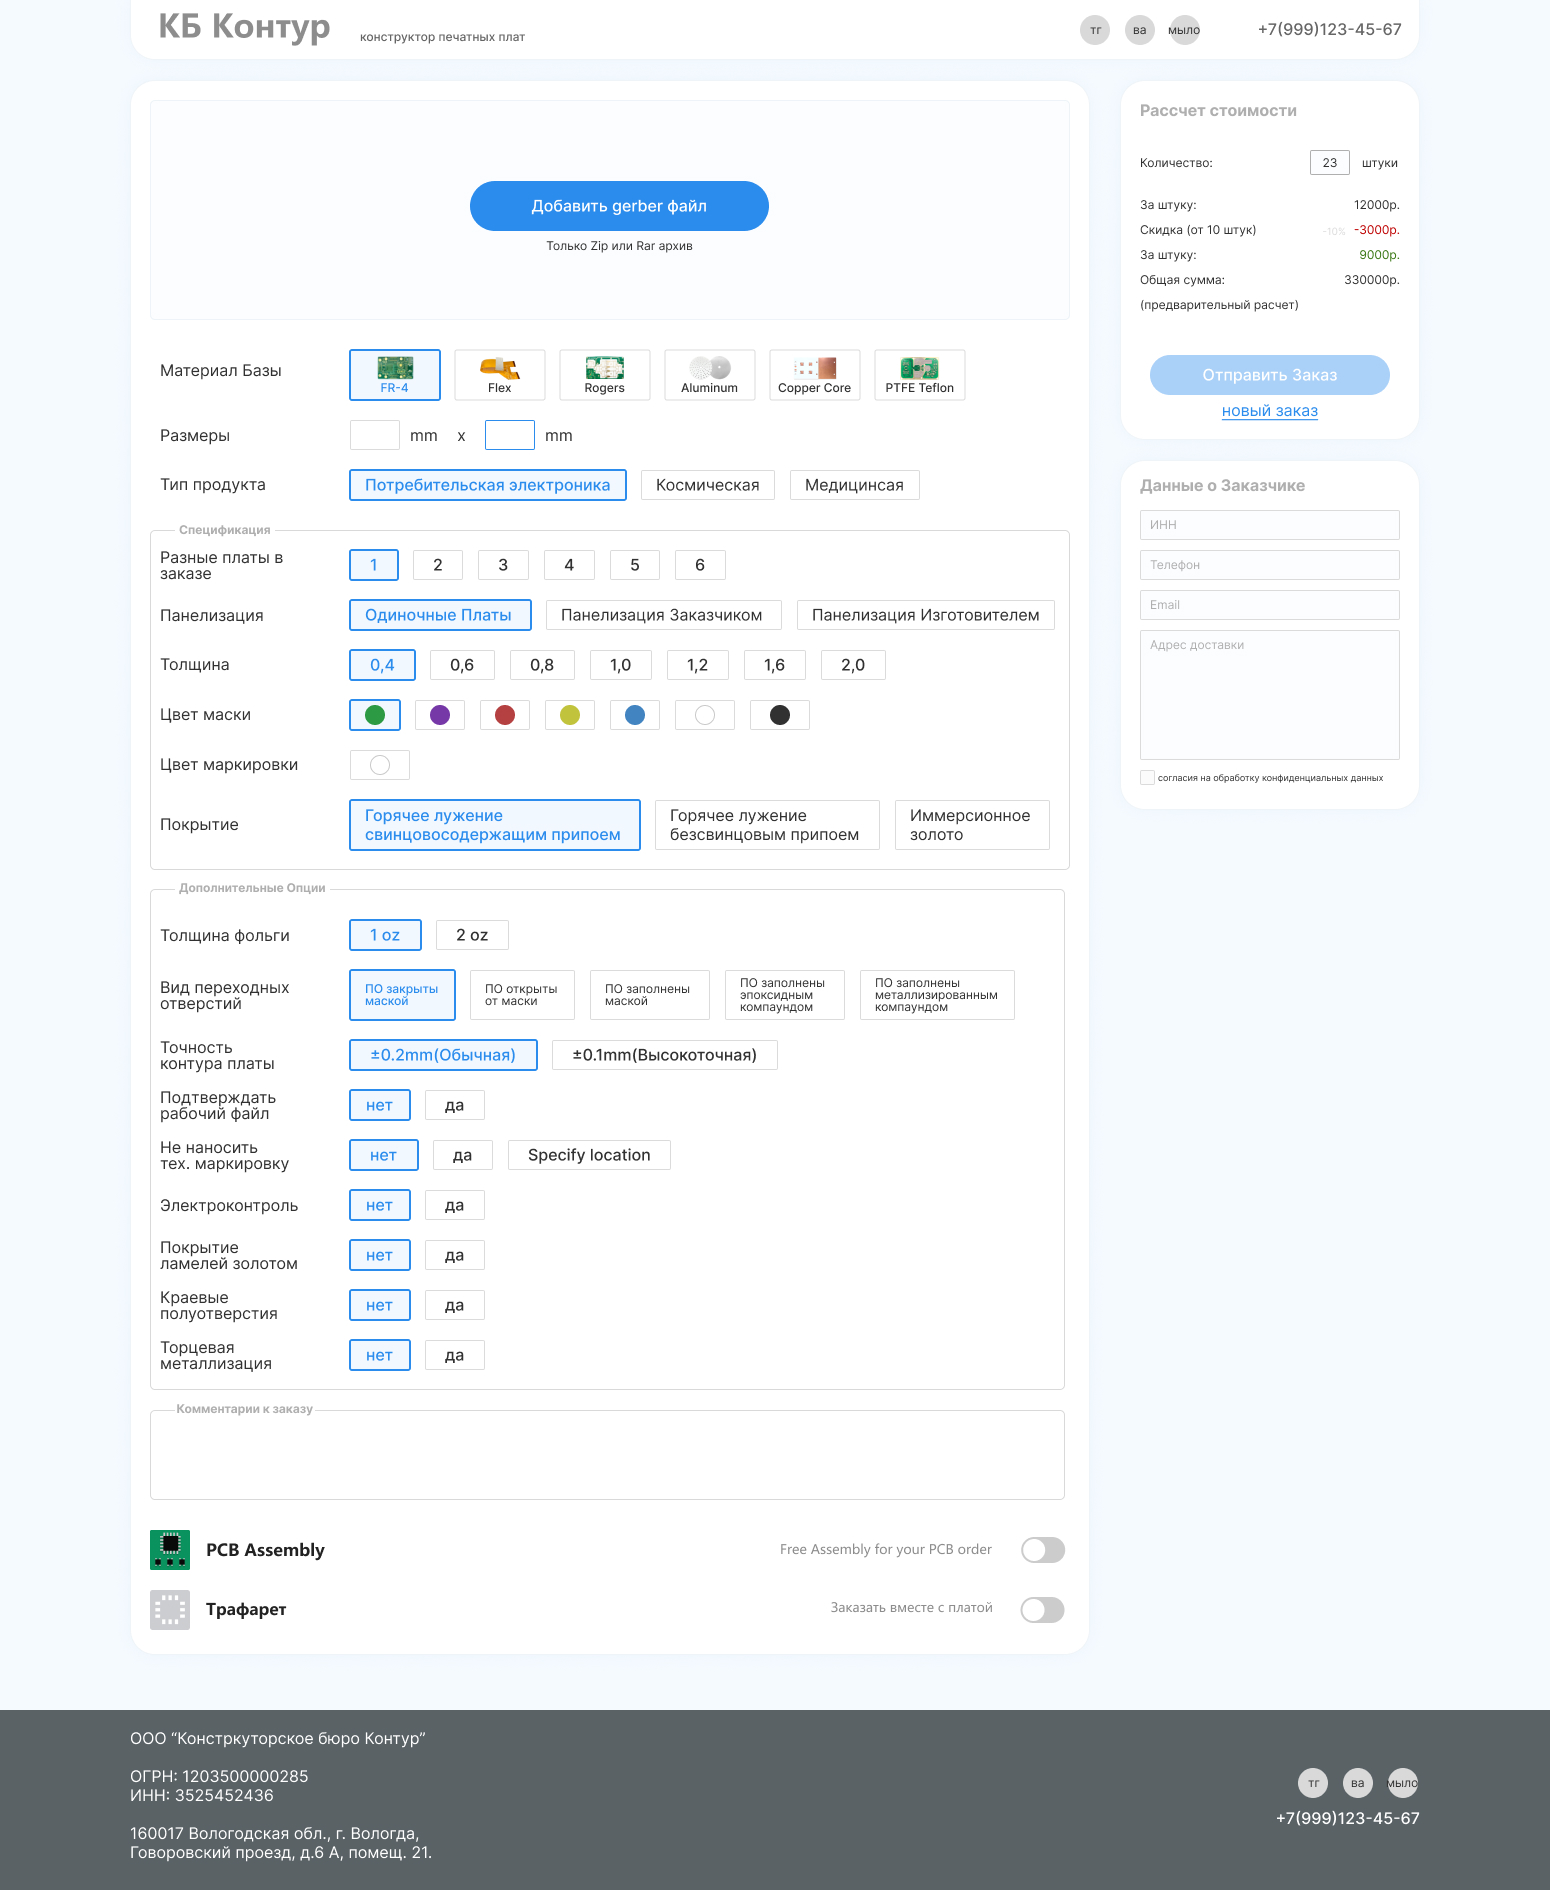 КБ Контур
конструктор печатных плат
тг
ва
мыло
+7(999)123-45-67
Добавить gerber файл
Только Zip или Rar архив
Материал Базы
FR-4
Flex
Rogers
Aluminum
Copper Core
PTFE Teflon
Размеры
mm
x
mm
Тип продукта
Потребительская электроника
Космическая
Медицинсая
Спецификация
Разные платы в
заказе
1
2
3
4
5
6
Панелизация
Одиночные Платы
Панелизация Заказчиком
Панелизация Изготовителем
Толщина
0,4
0,6
0,8
1,0
1,2
1,6
2,0
Цвет маски
Цвет маркировки
Покрытие
Горячее лужение
свинцовосодержащим припоем
Горячее лужение
безсвинцовым припоем
Иммерсионное
золото
Дополнительные Опции
Толщина фольги
1 oz
2 oz
Вид переходных
отверстий
ПО закрыты
маской
ПО открыты
от маски
ПО заполнены
маской
ПО заполнены
эпоксидным
компаундом
ПО заполнены
металлизированным
компаундом
Точность
контура платы
±0.2mm(Обычная)
±0.1mm(Высокоточная)
Подтверждать
рабочий файл
нет
да
Не наносить
тех. маркировку
нет
да
Specify location
Электроконтроль
нет
да
Покрытие
ламелей золотом
нет
да
Краевые
полуотверстия
нет
да
Торцевая
металлизация
нет
да
Комментарии к заказу
PCB Assembly
Free Assembly for your PCB order
Трафарет
Заказать вместе с платой
Рассчет стоимости
Количество:
23
штуки
За штуку:
12000р.
Скидка (от 10 штук)
-10%
-3000р.
За штуку:
9000р.
Общая сумма:
330000р.
(предварительный расчет)
Отправить Заказ
новый заказ
Данные о Заказчике
ИНН
Телефон
Email
Адрес доставки
согласия на обработку конфиденциальных данных
ООО “Констркуторское бюро Контур”
ОГРН: 1203500000285
ИНН: 3525452436
160017 Вологодская обл., г. Вологда,
Говоровский проезд, д.6 А, помещ. 21.
тг
ва
мыло
+7(999)123-45-67